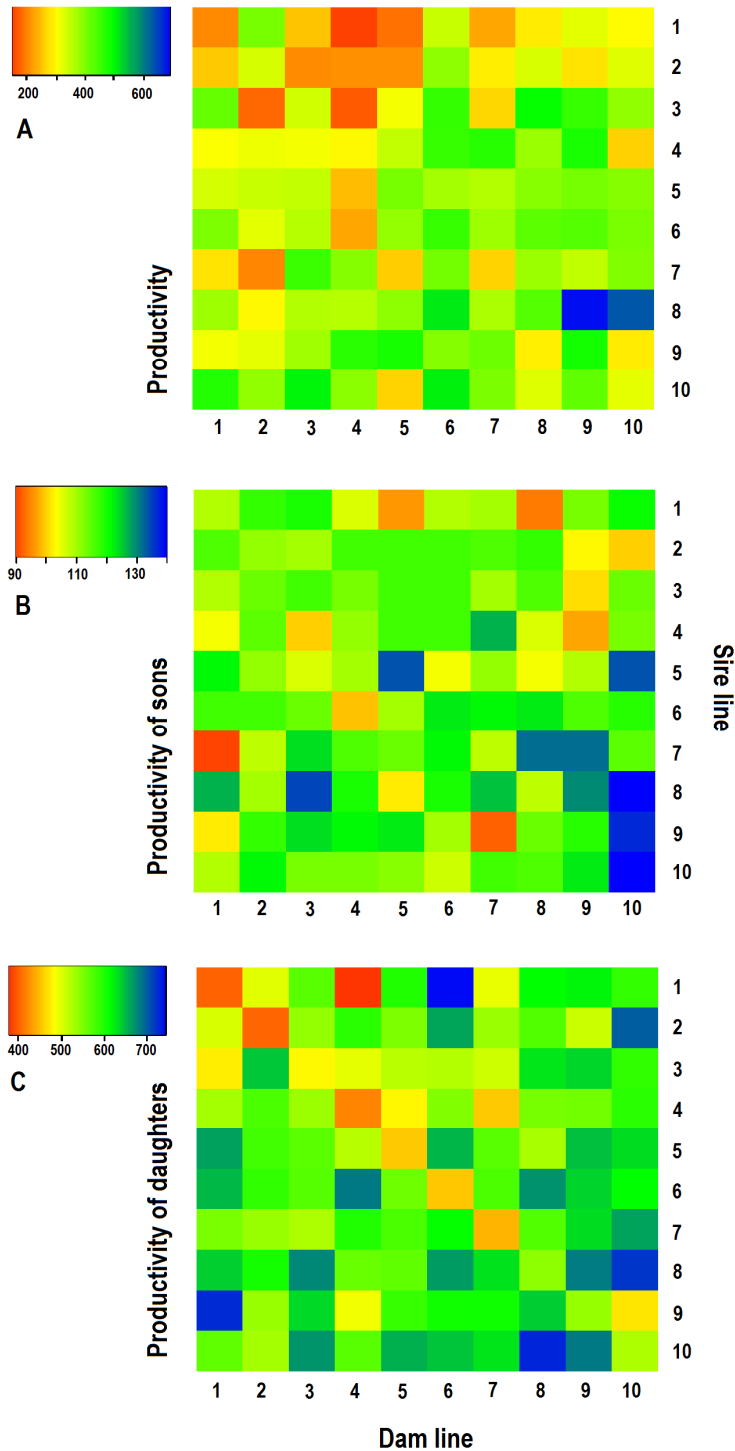 200 400 600
A
Productivity
1
2
3
4
5
6
7
8
9
10
1 2 3 4 5 6 7 8 9 10
90 110 130
B
Productivity of sons
1
2
3
4
5
6
7
8
9
10
Sire line
1 2 3 4 5 6 7 8 9 10
400 500 600 700
C
Productivity of daughters
1
2
3
4
5
6
7
8
9
10
1 2 3 4 5 6 7 8 9 10
Dam line